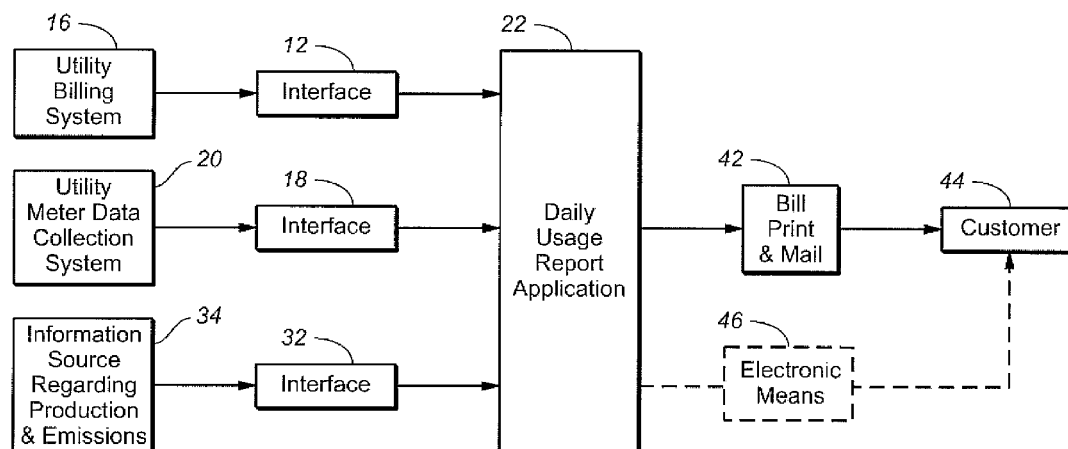 16
Utility
Billing
System
12
Interface
22
Daily
Usage
Report
Application
20
Utility
Meter Data
Collection
System
18
Interface
42
Bill
Print
& Mail
44
Customer
34
Information
Source
Regarding
Production
& Emissions
32
Interface
46
Electronic
Means